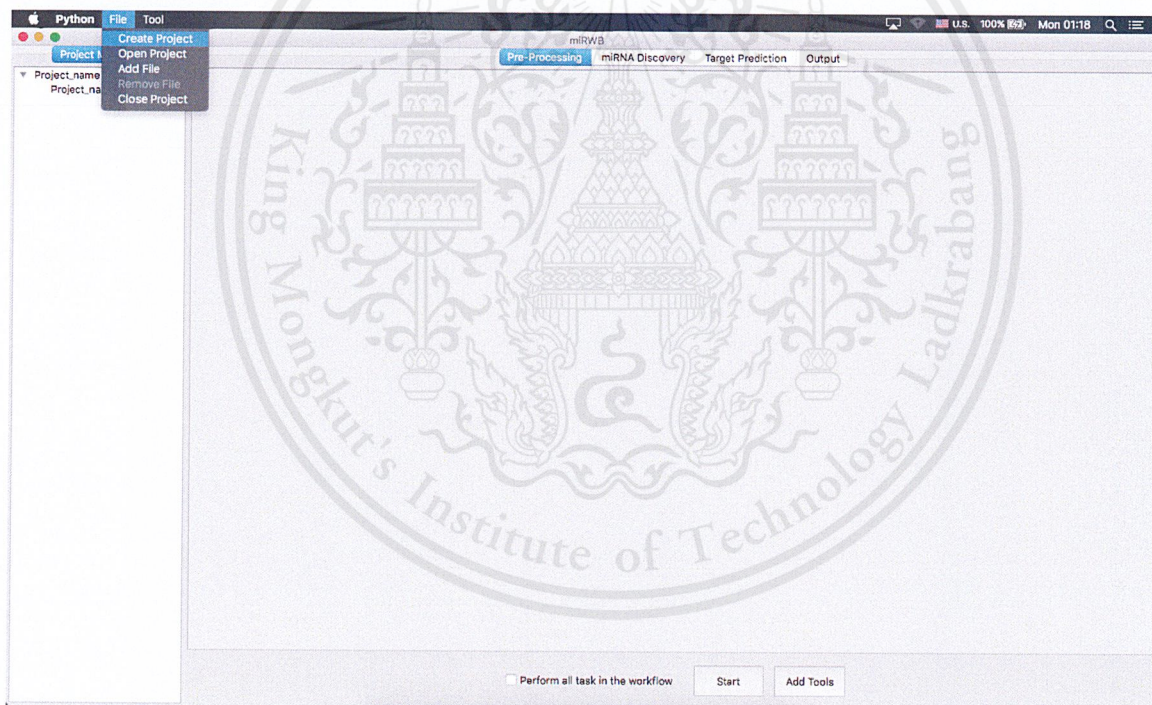 Python File Tool
U.S. 100% Mon 01:18
miRWB
Create Project
Open Project
Add File
Remove File
Close Project
Project
Pre-Processing miRNA Discovery Target Prediction Output
Project_name
Perform all task in the workflow
Start
Add Tools
King Mongkut's Institute of Technology Ladkrabang